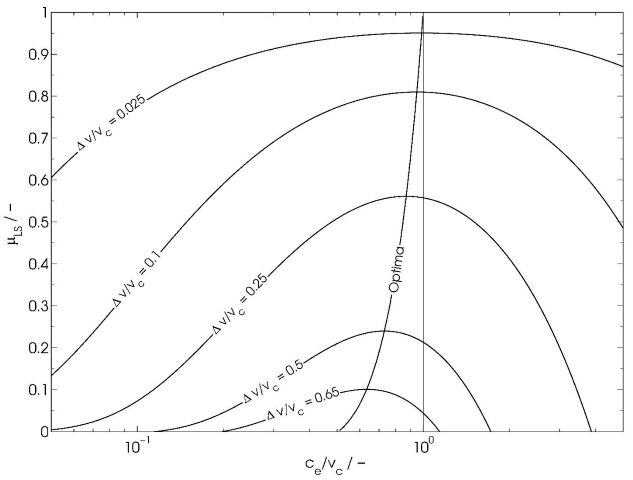 1
0.9
0.8
0.7
0.6
0.5
0.4
0.3
0.2
0.1
0
μLS / -
Δ v/vc = 0.025
Δ v/vc = 0.1
Δ v/vc = 0.25
Δ v/vc = 0.5
Δ v/vc = 0.65
Optima
10⁻¹
10⁰
ce/vc / -